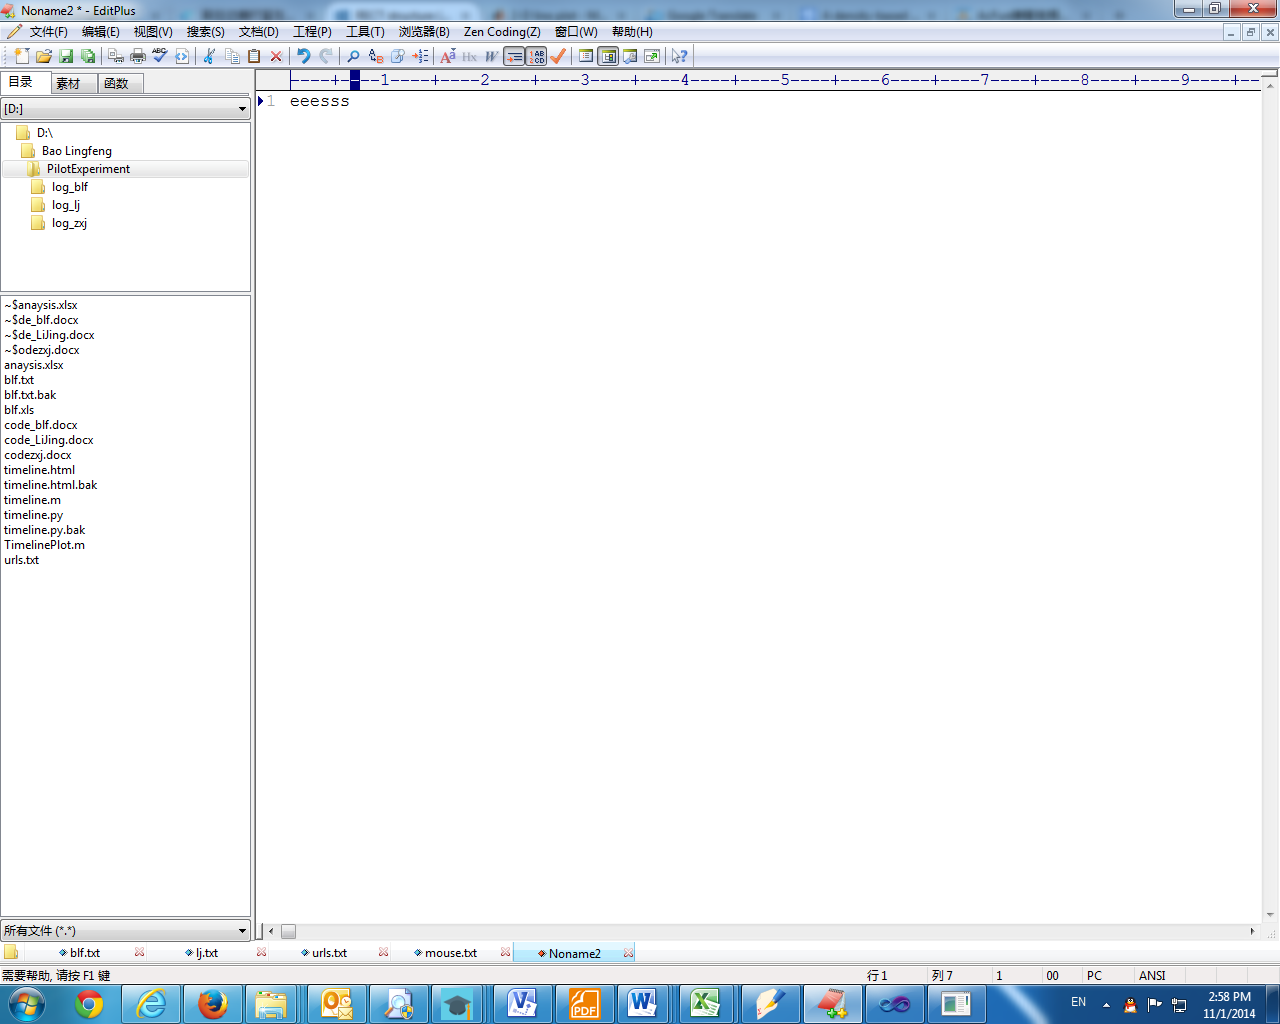 Noname2 * - EditPlus
文件(F) 编辑(E) 视图(V) 搜索(S) 文档(D) 工程(P) 工具(T) 浏览器(B) Zen Coding(Z) 窗口(W) 帮助(H)
目录 素材 函数
----+----1----+----2----+----3----+----4----+----5----+----6----+----7----+----8----+----9----+--
1 eeesss
[D:]
D:\
Bao Lingfeng
PilotExperiment
log_blf
log_lj
log_zxj
~$anaysis.xlsx
~$de_blf.docx
~$de_LiJing.docx
~$odezxj.docx
anaysis.xlsx
blf.txt
blf.txt.bak
blf.xls
code_blf.docx
code_LiJing.docx
codezxj.docx
timeline.html
timeline.html.bak
timeline.m
timeline.py
timeline.py.bak
TimelinePlot.m
urls.txt
所有文件 (*.*)
blf.txt lj.txt urls.txt mouse.txt Noname2
需要帮助, 请按 F1 键 行 1 列 7 1 00 PC ANSI
EN 2:58 PM
11/1/2014